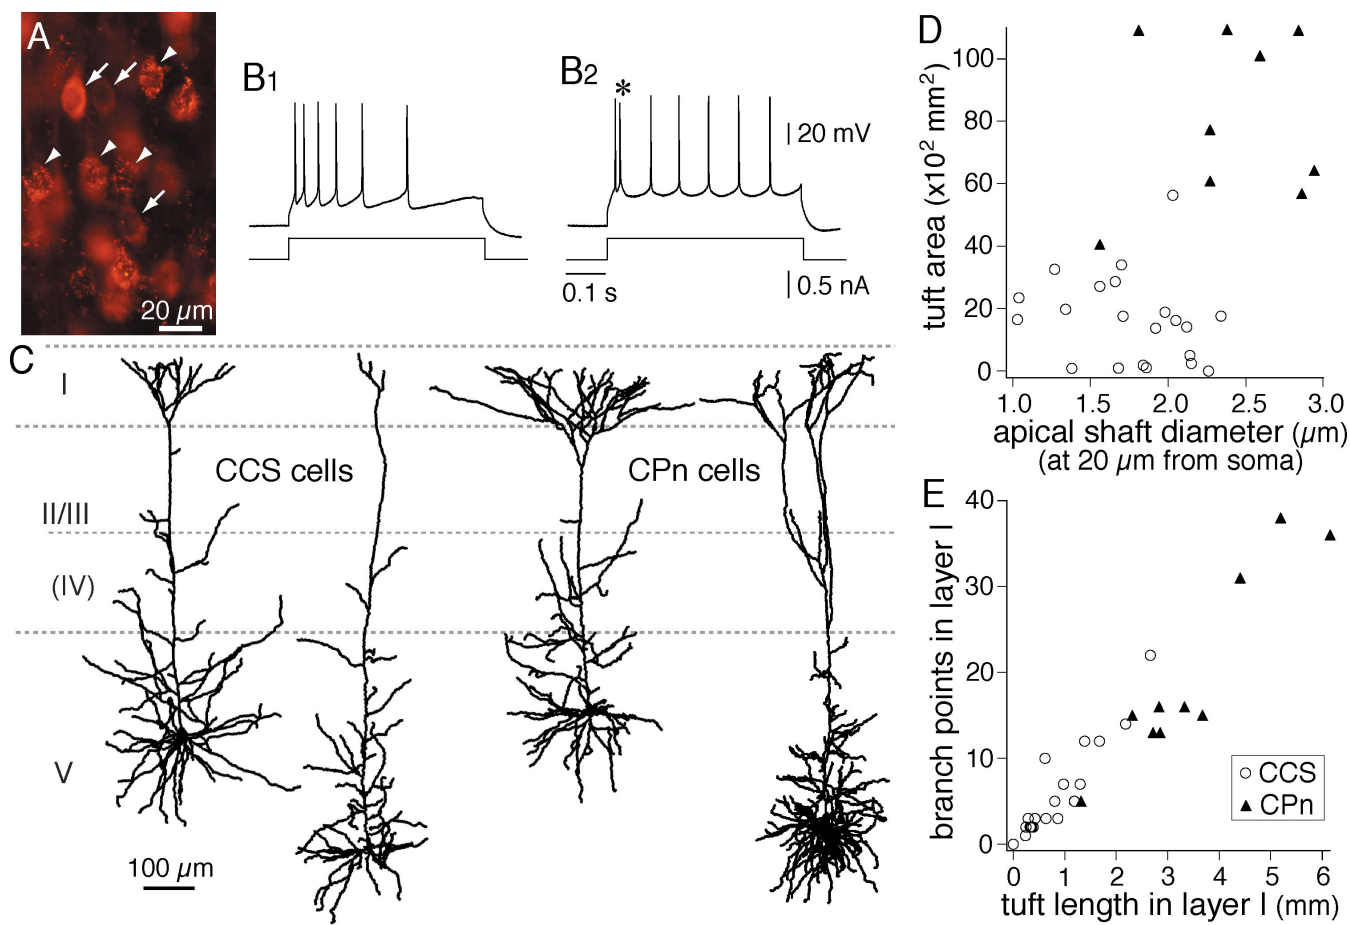 A
20 µm
B1
B2
*
20 mV
0.1 s
0.5 nA
C
I
II/III
(IV)
V
CCS cells
CPn cells
100 µm
D
tuft area (x10² mm²)
100
80
60
40
20
0
1.0 1.5 2.0 2.5 3.0
apical shaft diameter (µm)
(at 20 µm from soma)
E
branch points in layer I
40
30
20
10
0
CCS
CPn
0 1 2 3 4 5 6
tuft length in layer I (mm)